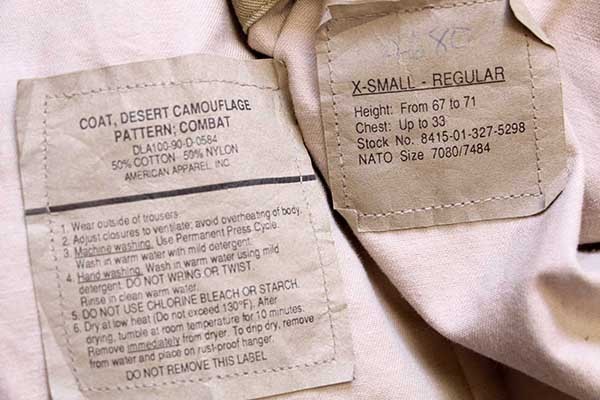 COAT, DESERT CAMOUFLAGE
PATTERN; COMBAT
DLA100-90-D-0584
50% COTTON 50% NYLON
AMERICAN APPAREL INC
1. Wear outside of trousers
2. Adjust closures to ventilate; avoid overheating of body.
3. Machine washing. Use Permanent Press Cycle.
Wash in warm water with mild detergent.
4. Hand washing. Wash in warm water using mild
detergent. DO NOT WRING OR TWIST.
Rinse in clean warm water.
5. DO NOT USE CHLORINE BLEACH OR STARCH.
6. Dry at low heat (Do not exceed 130°F). After
drying, tumble at room temperature for 10 minutes.
Remove immediately from dryer. To drip dry, remove
from water and place on rust-proof hanger.
DO NOT REMOVE THIS LABEL
X-SMALL - REGULAR
Height: From 67 to 71
Chest: Up to 33
Stock No. 8415-01-327-5298
NATO Size 7080/7484